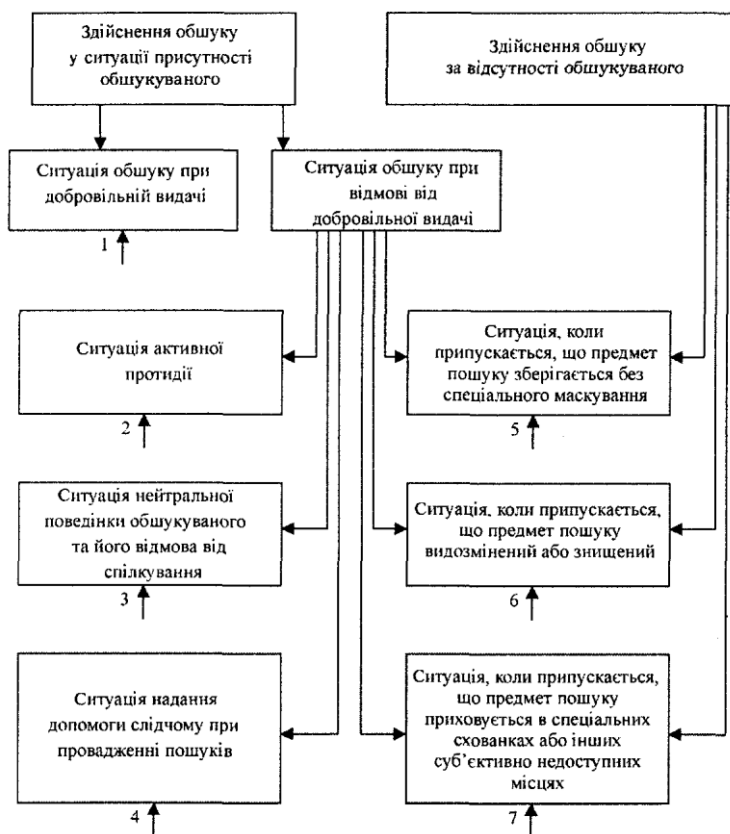 Здійснення обшуку
у ситуації присутності
обшукуваного
Здійснення обшуку
за відсутності обшукуваного
Ситуація обшуку при
добровільній видачі
1
Ситуація обшуку при
відмові від
добровільної видачі
Ситуація активної
протидії
2
Ситуація, коли
припускається, що предмет
пошуку зберігається без
спеціального маскування
5
Ситуація нейтральної
поведінки обшукуваного
та його відмова від
спілкування
3
Ситуація, коли припускається,
що предмет пошуку
видозмінений або знищений
6
Ситуація надання
допомоги слідчому при
провадженні пошуків
4
Ситуація, коли припускається,
що предмет пошуку
приховується в спеціальних
схованках або інших
суб’єктивно недоступних
місцях
7